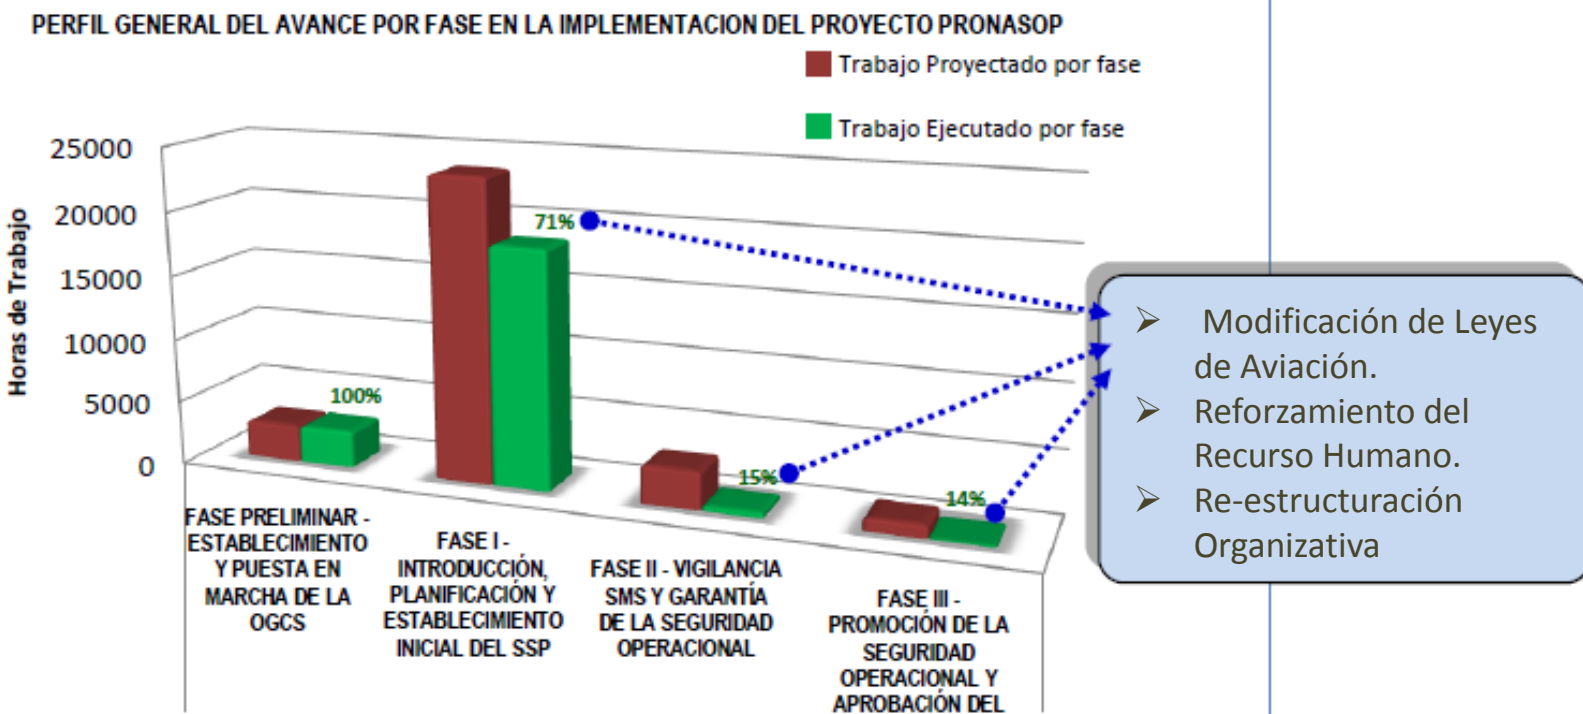 PERFIL GENERAL DEL AVANCE POR FASE EN LA IMPLEMENTACION DEL PROYECTO PRONASOP
Trabajo Proyectado por fase
Trabajo Ejecutado por fase
Horas de Trabajo
25000
20000
15000
10000
5000
0
100%
71%
15%
14%
FASE PRELIMINAR -
ESTABLECIMIENTO
Y PUESTA EN
MARCHA DE LA
OGCS
FASE I -
INTRODUCCIÓN,
PLANIFICACIÓN Y
ESTABLECIMIENTO
INICIAL DEL SSP
FASE II - VIGILANCIA
SMS Y GARANTÍA
DE LA SEGURIDAD
OPERACIONAL
FASE III -
PROMOCIÓN DE LA
SEGURIDAD
OPERACIONAL Y
APROBACIÓN DEL
➢ Modificación de Leyes
de Aviación.
➢ Reforzamiento del
Recurso Humano.
➢ Re-estructuración
Organizativa